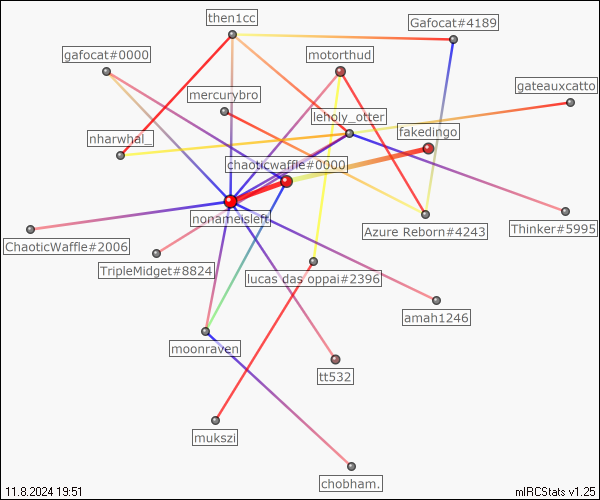 then1cc
Gafocat#4189
gafocat#0000
motorthud
gateauxcatto
mercurybro
leholy_otter
fakedingo
nharwhal_
chaoticwaffle#0000
nonameisleft
Azure Reborn#4243
Thinker#5995
ChaoticWaffle#2006
TripleMidget#8824
lucas das oppai#2396
amah1246
moonraven
tt532
mukszi
chobham.
11.8.2024 19:51
mIRCStats v1.25